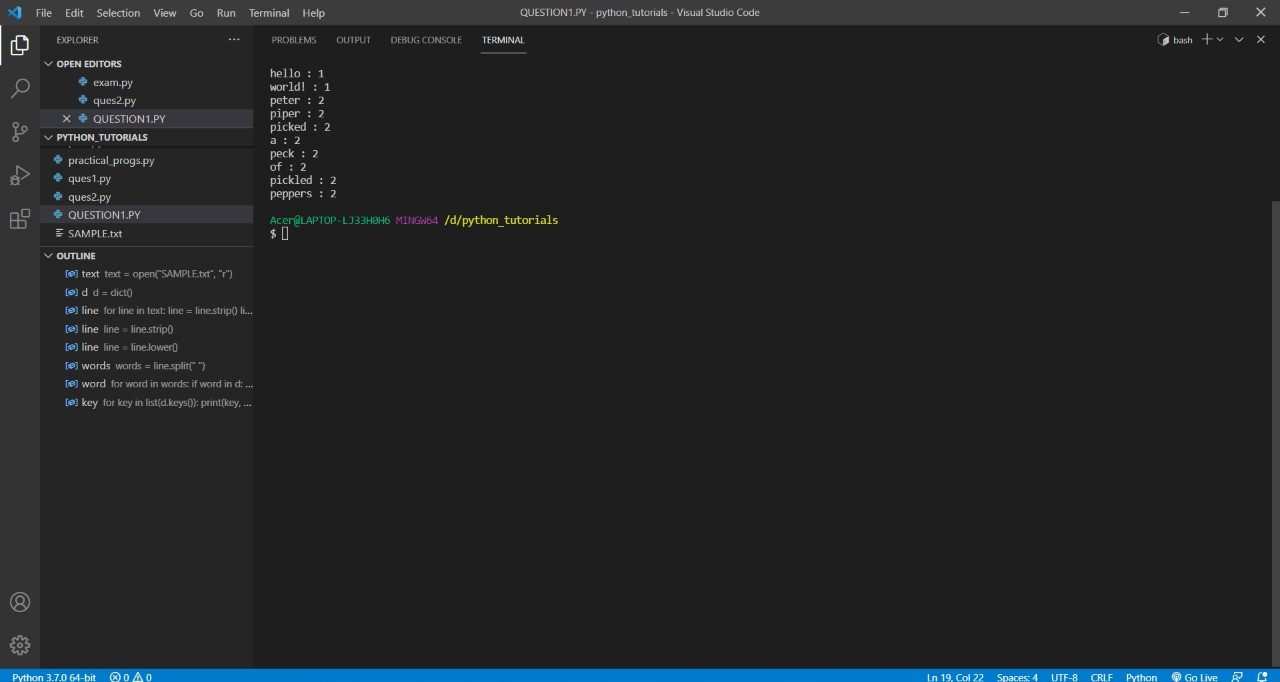 File Edit Selection View Go Run Terminal Help
QUESTION1.PY - python_tutorials - Visual Studio Code
EXPLORER
OPEN EDITORS
exam.py
ques2.py
QUESTION1.PY
PYTHON_TUTORIALS
practical_progs.py
ques1.py
ques2.py
QUESTION1.PY
SAMPLE.txt
OUTLINE
text text = open("SAMPLE.txt", "r")
d d = dict()
line for line in text: line = line.strip() li...
line line = line.strip()
line line = line.lower()
words words = line.split(" ")
word for word in words: if word in d: ...
key for key in list(d.keys()): print(key, ...
PROBLEMS OUTPUT DEBUG CONSOLE TERMINAL
bash
hello : 1
world! : 1
peter : 2
piper : 2
picked : 2
a : 2
peck : 2
of : 2
pickled : 2
peppers : 2
Acer@LAPTOP-LJ33H0H6 MINGW64 /d/python_tutorials
$
Python 3.7.0 64-bit 0 0 Ln 19, Col 22 Spaces: 4 UTF-8 CRLF Python Go Live